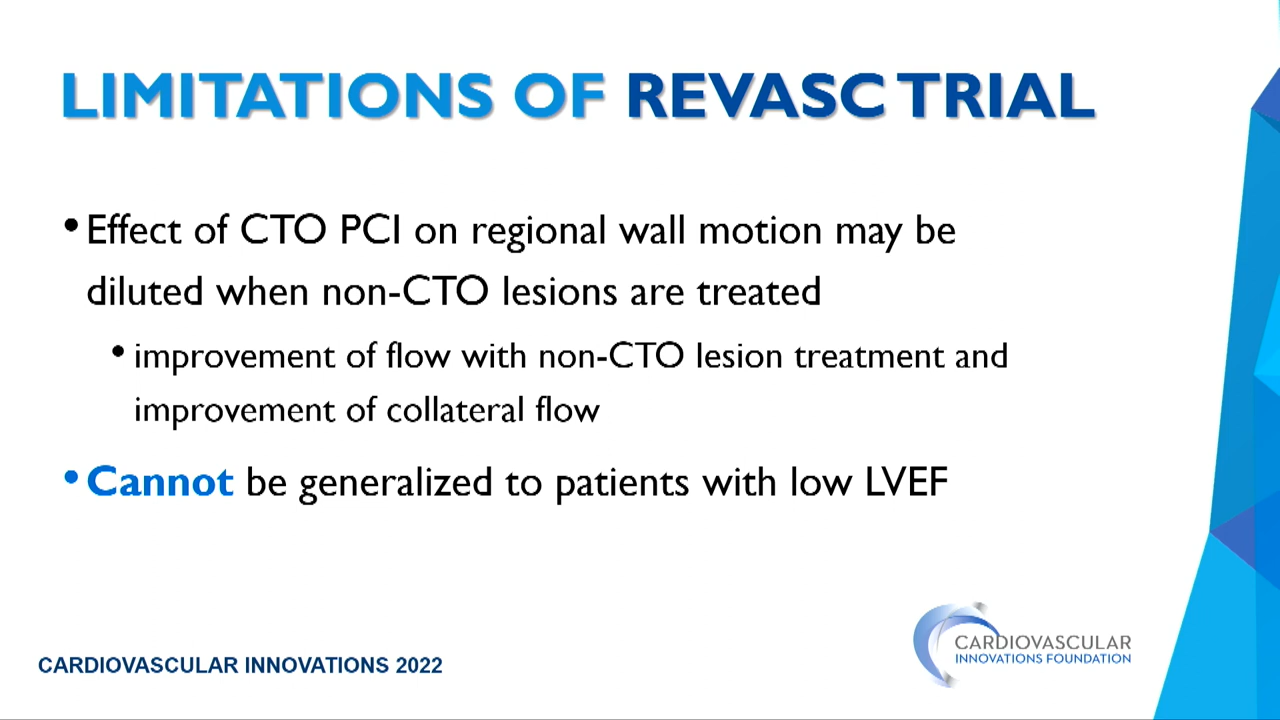 LIMITATIONS OF REVASC TRIAL
•Effect of CTO PCI on regional wall motion may be
diluted when non-CTO lesions are treated
•improvement of flow with non-CTO lesion treatment and
improvement of collateral flow
•Cannot be generalized to patients with low LVEF
CARDIOVASCULAR
INNOVATIONS FOUNDATION
CARDIOVASCULAR INNOVATIONS 2022